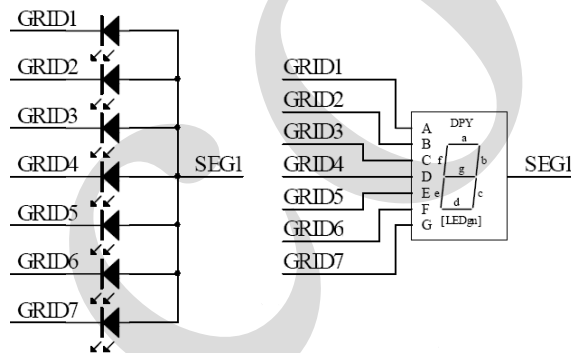 GRID1
GRID2
GRID3
GRID4
GRID5
GRID6
GRID7
SEG1
GRID1
GRID2
GRID3
GRID4
GRID5
GRID6
GRID7
A
B
C
D
E
F
G
DPY
a
f
b
g
e
c
d
[LEDgn]
SEG1